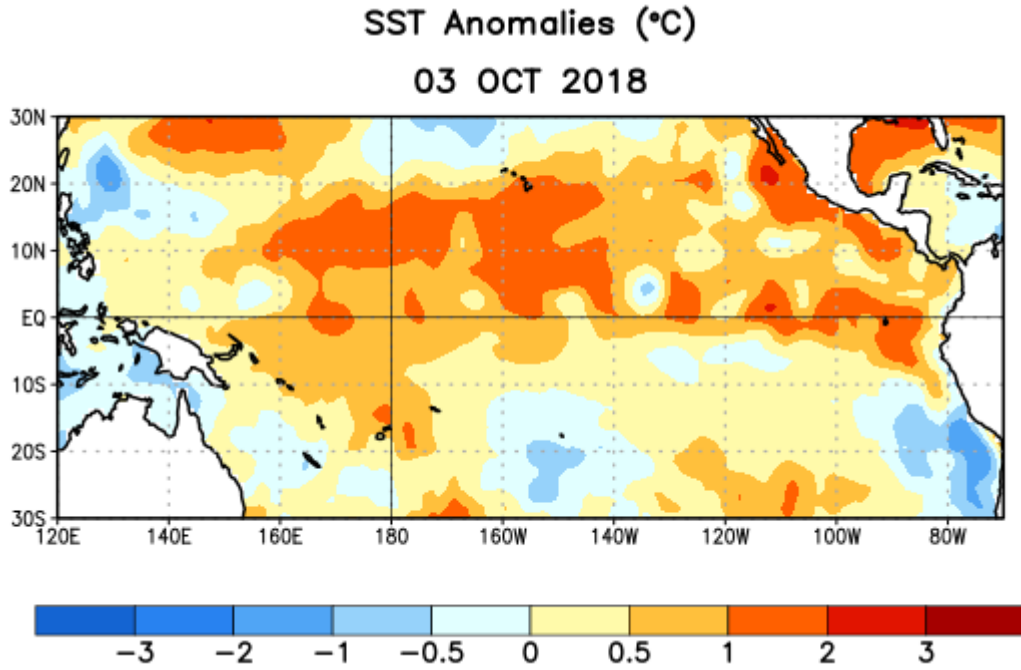 SST Anomalies (°C)
03 OCT 2018
30N
20N
10N
EQ
10S
20S
30S
120E 140E 160E 180 160W 140W 120W 100W 80W
-3 -2 -1 -0.5 0 0.5 1 2 3